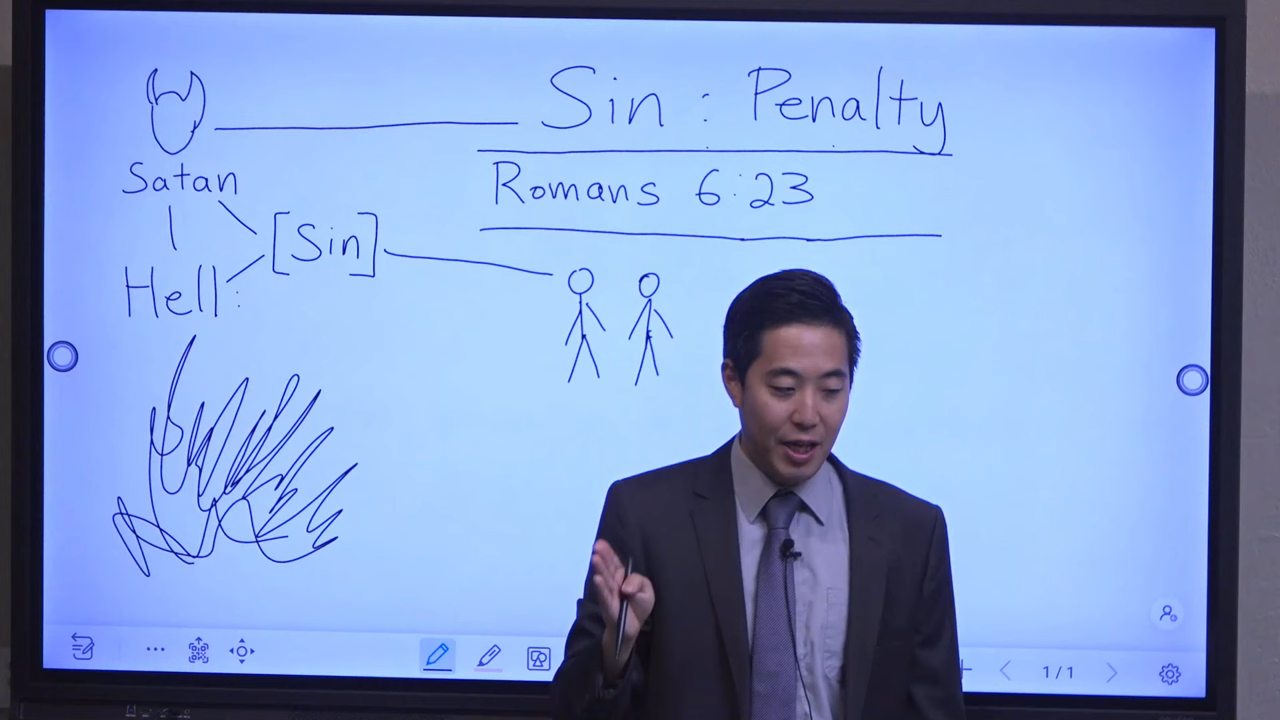 Sin : Penalty
Satan
Romans 6:23
[Sin]
Hell:
1/1